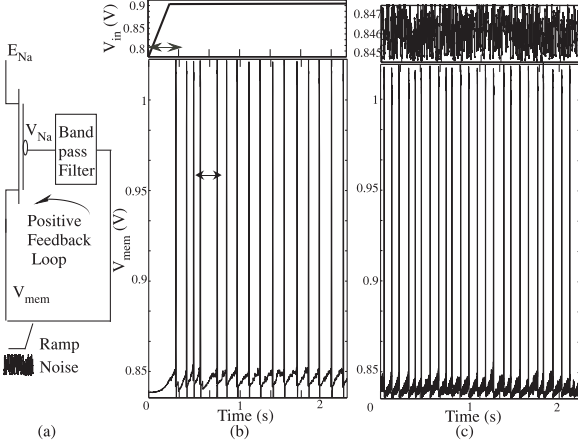 E_Na
V_Na
Band
pass
Filter
Positive
Feedback
Loop
V_mem
Ramp
Noise
(a)
V_in (V)
0.9
0.85
0.8
V_mem (V)
1
0.95
0.9
0.85
0
1
2
Time (s)
(b)
0.847
0.846
0.845
1
0.95
0.9
0.85
0
1
2
Time (s)
(c)